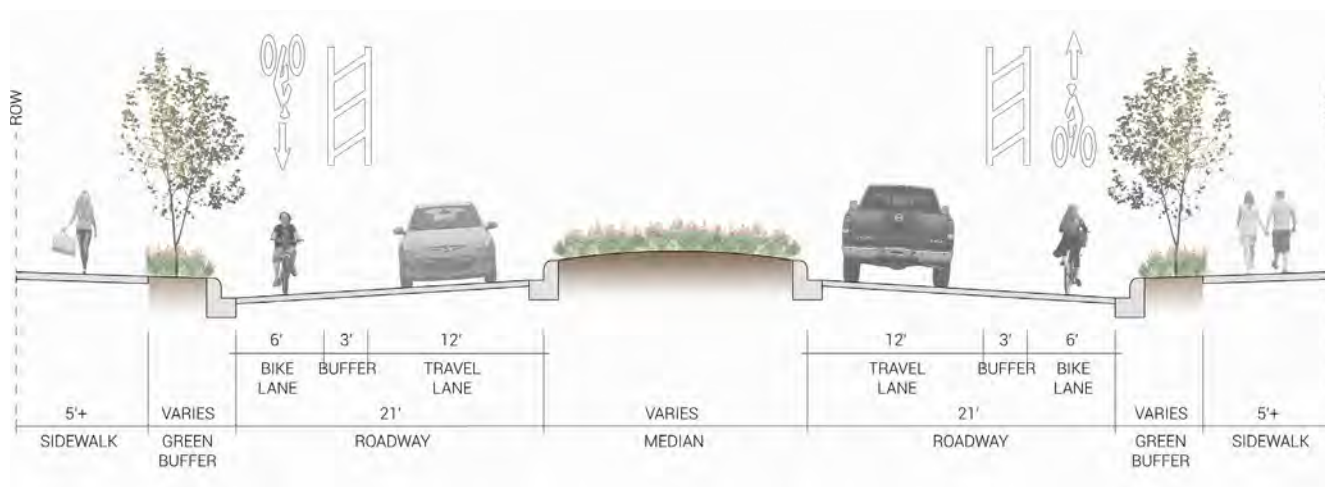 ROW
6' 3' 12' 12' 3' 6'
BIKE BUFFER TRAVEL TRAVEL BUFFER BIKE
LANE LANE LANE LANE
5'+ VARIES 21' VARIES 21' VARIES 5'+
SIDEWALK GREEN ROADWAY MEDIAN ROADWAY GREEN SIDEWALK
BUFFER BUFFER